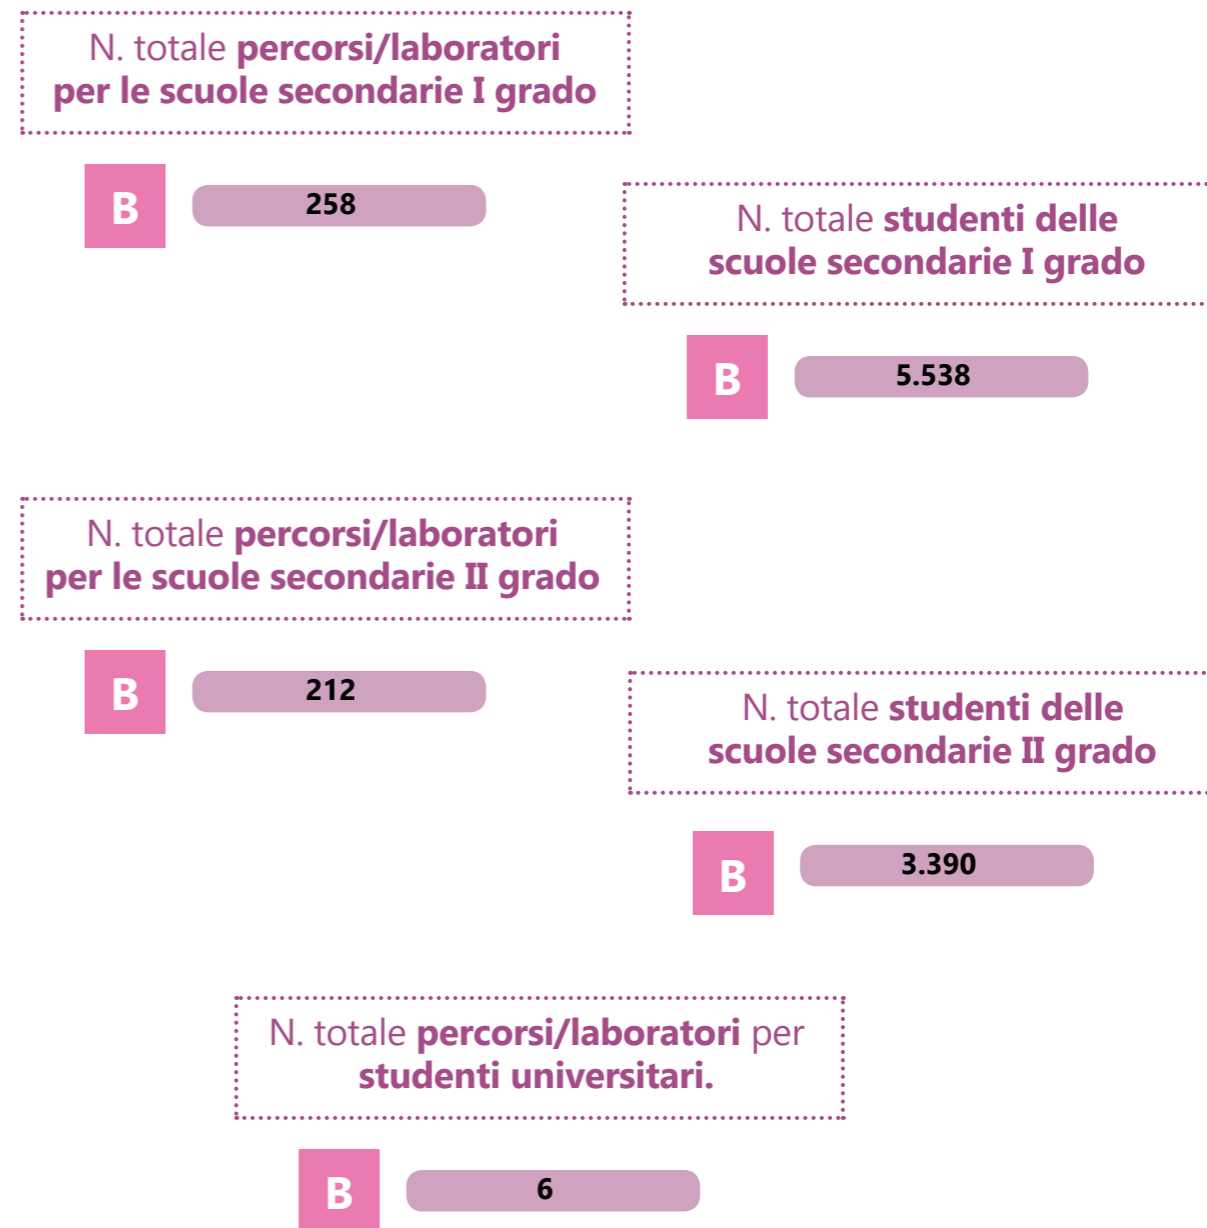 N. totale percorsi/laboratori
per le scuole secondarie I grado
B
258
N. totale studenti delle
scuole secondarie I grado
B
5.538
N. totale percorsi/laboratori
per le scuole secondarie II grado
B
212
N. totale studenti delle
scuole secondarie II grado
B
3.390
N. totale percorsi/laboratori per
studenti universitari.
B
6